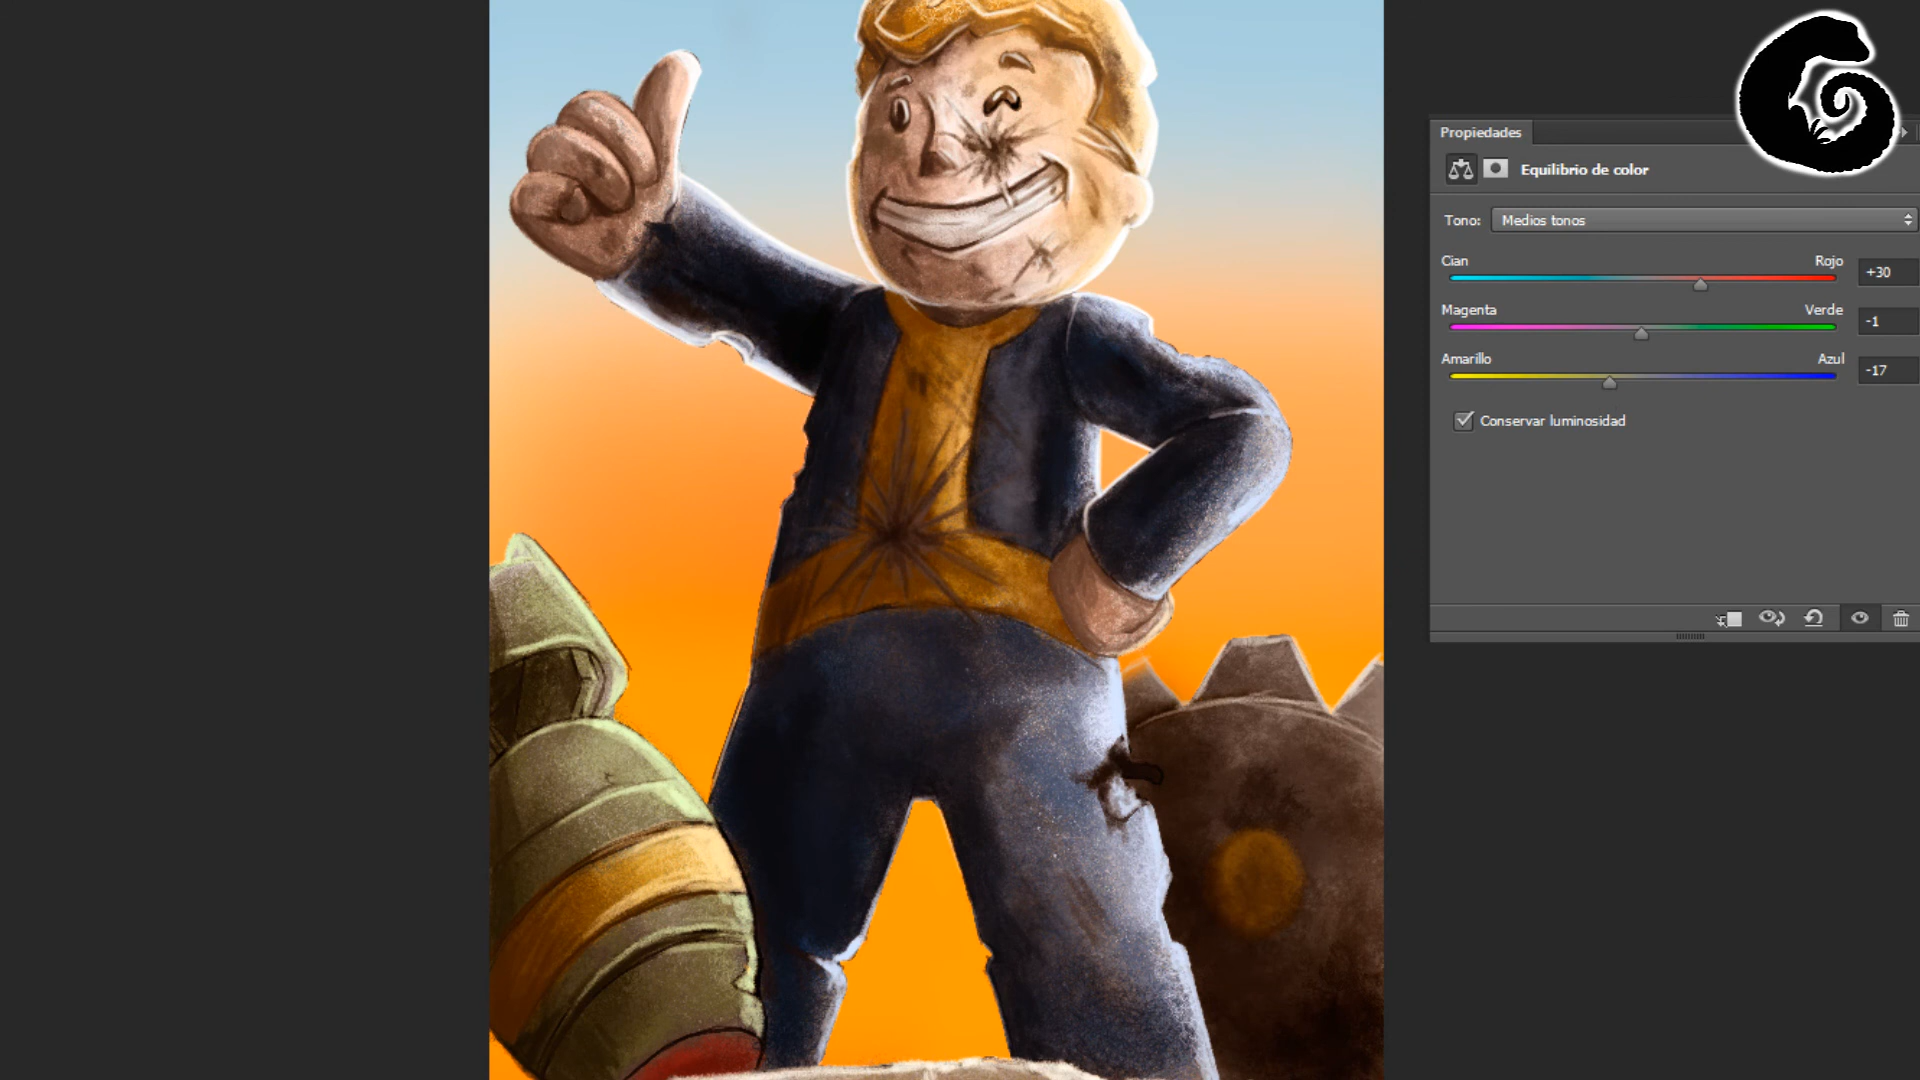 Propiedades
Equilibrio de color
Tono: Medios tonos
Cian Rojo +30
Magenta Verde -1
Amarillo Azul -17
Conservar luminosidad